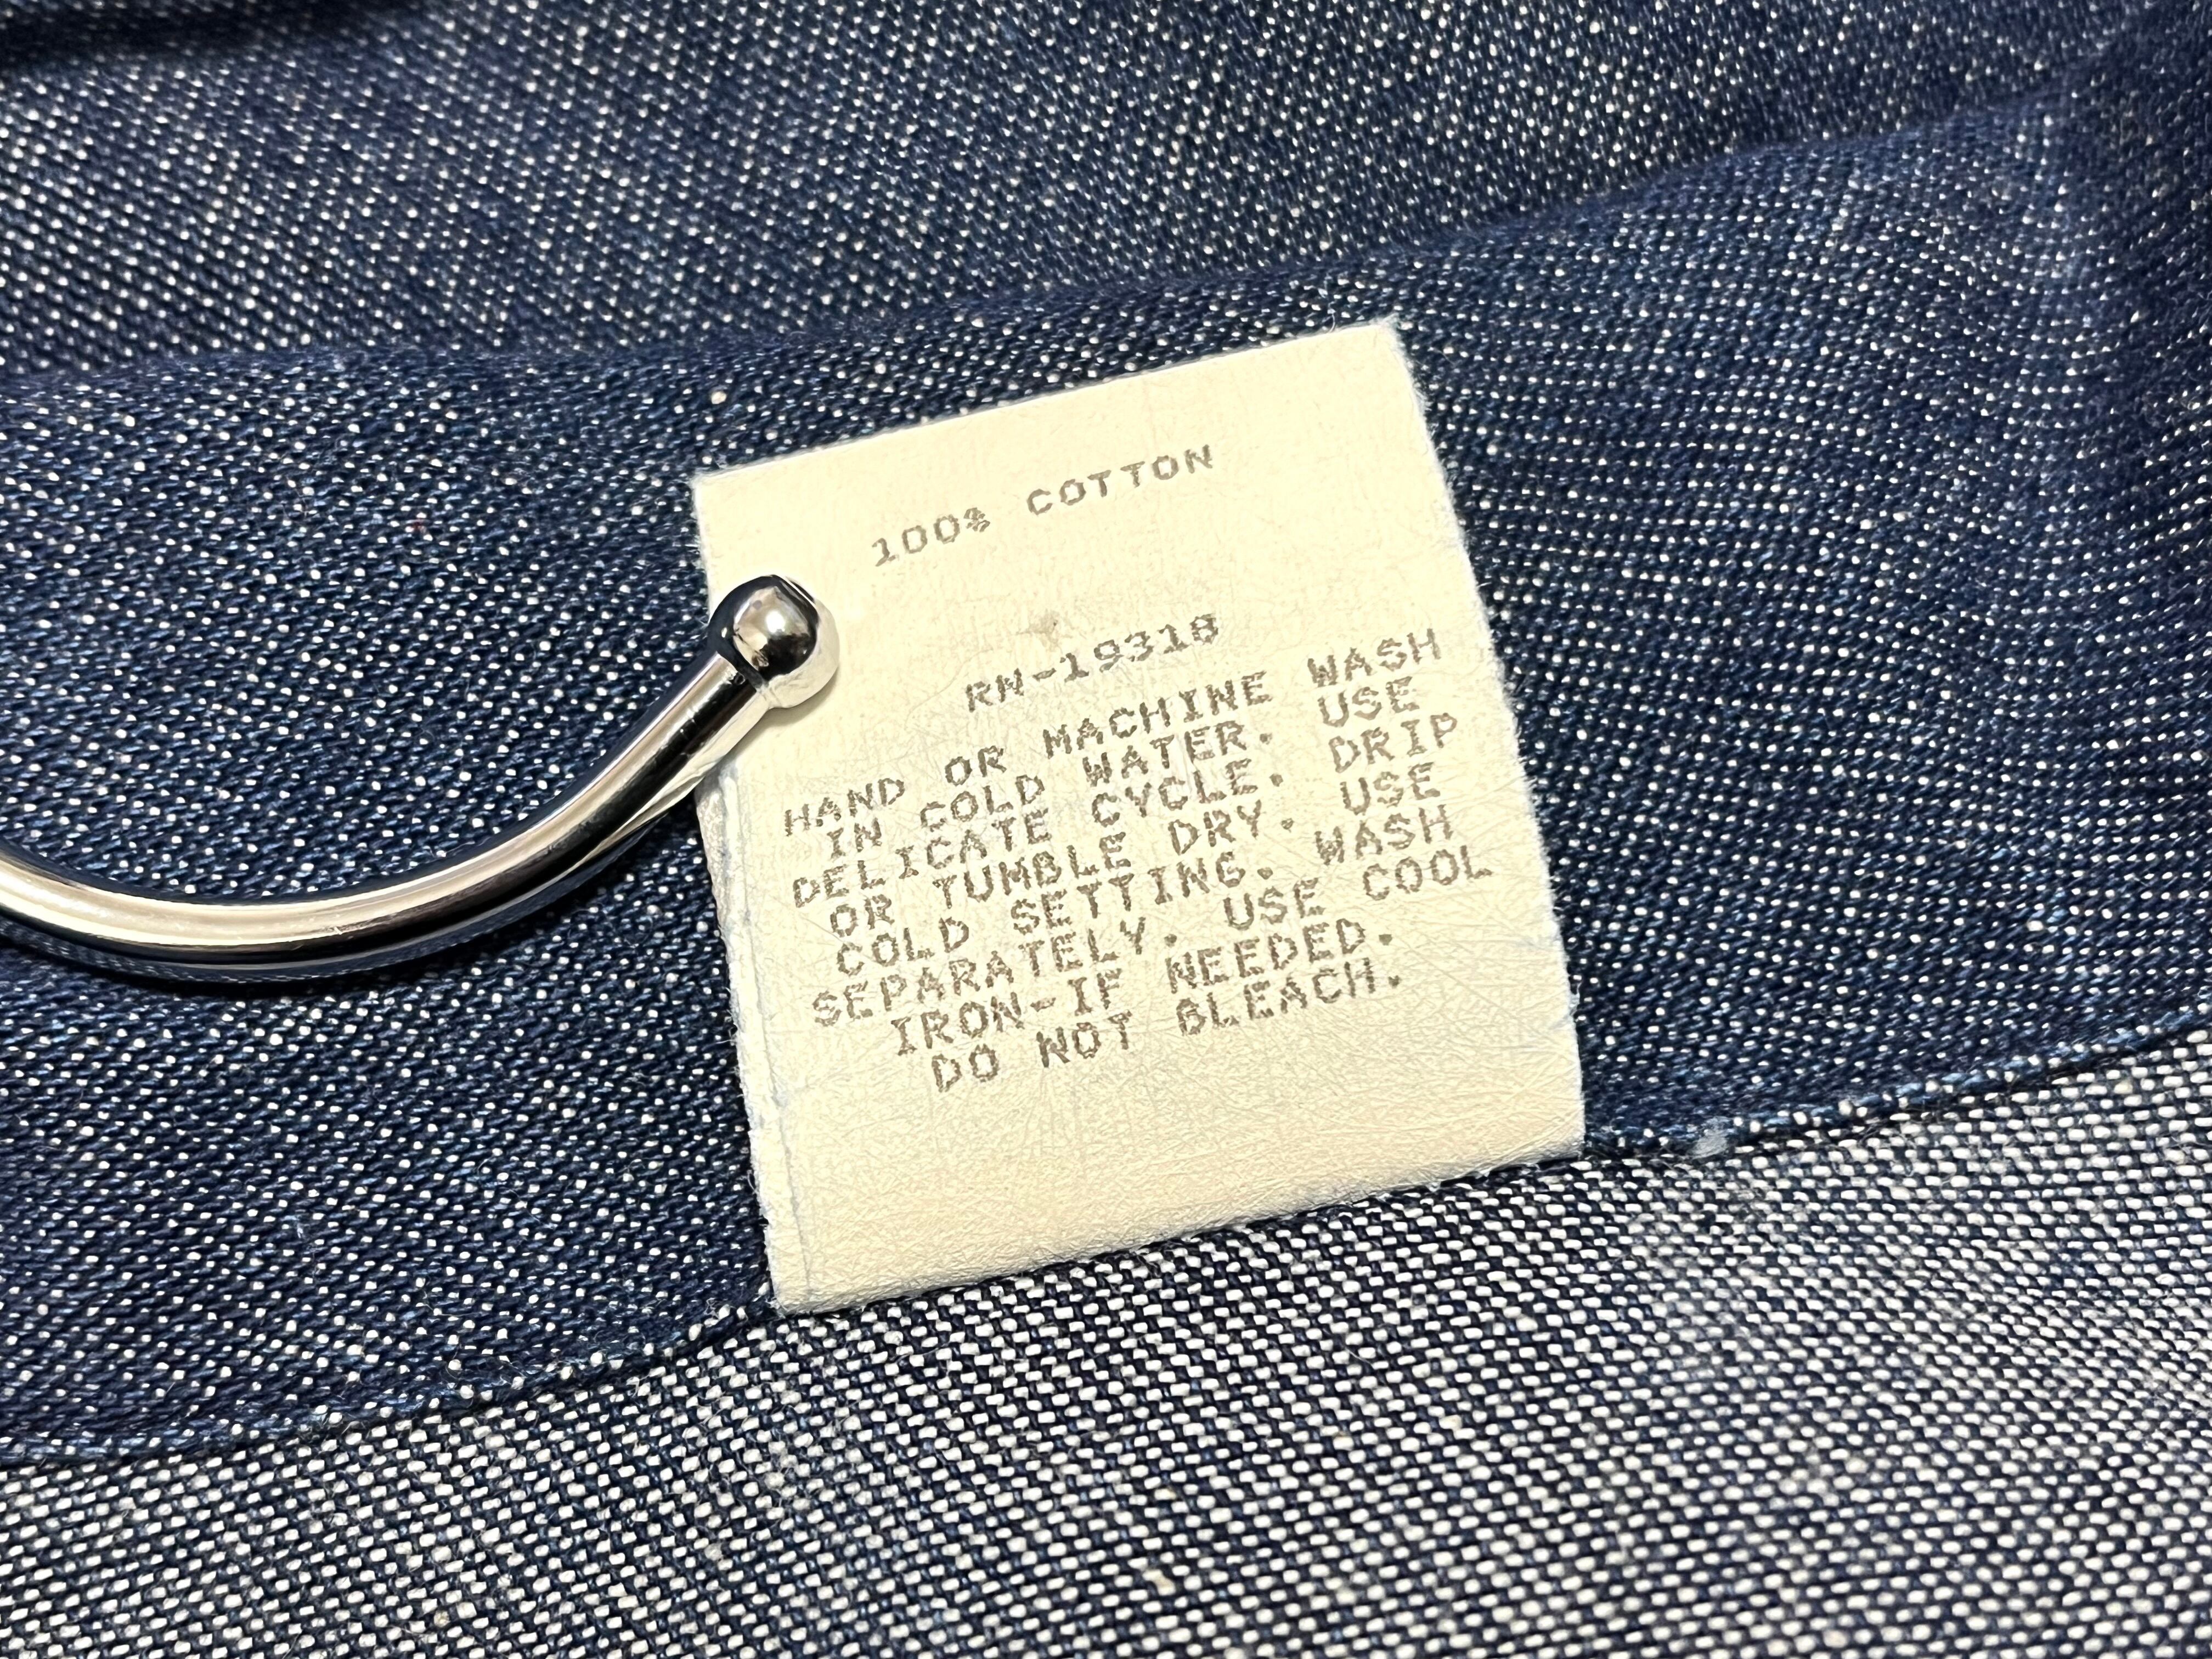 100% COTTON
RN-19318
HAND OR MACHINE WASH
IN COLD WATER. USE
DELICATE CYCLE. DRIP
OR TUMBLE DRY. USE
COLD SETTING. WASH
SEPARATELY. USE COOL
IRON-IF NEEDED.
DO NOT BLEACH.